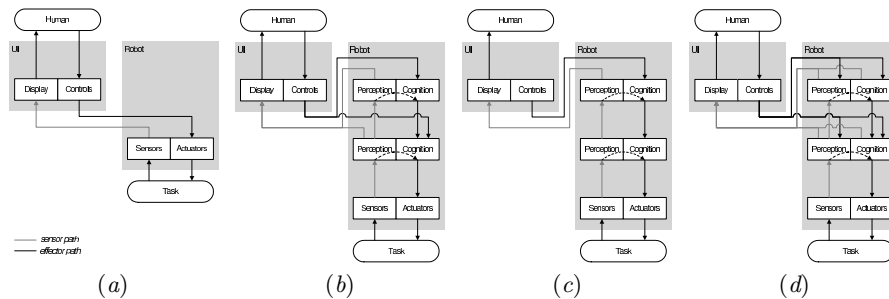 Human
Human
Human
Human
UI
Robot
UI
Robot
UI
Robot
UI
Robot
Display
Controls
Display
Controls
Perception
Cognition
Display
Controls
Perception
Cognition
Display
Controls
Perception
Cognition
Sensors
Actuators
Perception
Cognition
Perception
Cognition
Perception
Cognition
Task
Sensors
Actuators
Sensors
Actuators
Sensors
Actuators
sensor path
effector path
Task
Task
Task
(a)
(b)
(c)
(d)